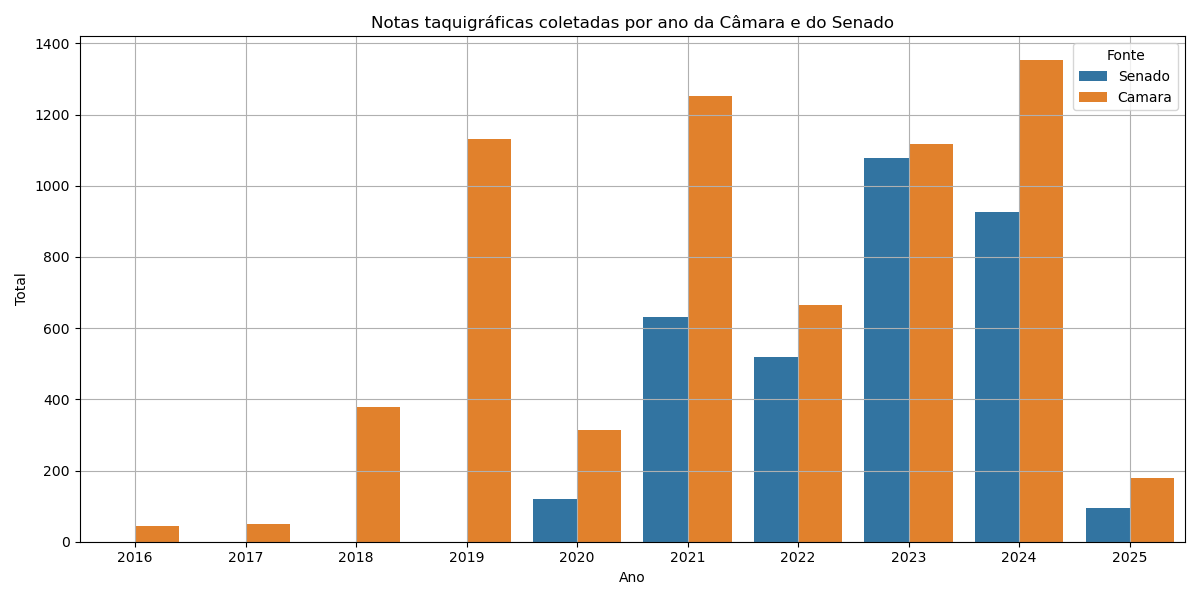 Notas taquigráficas coletadas por ano da Câmara e do Senado
Fonte
Senado
Camara
1400
1200
1000
800
600
400
200
0
Total
2016 2017 2018 2019 2020 2021 2022 2023 2024 2025
Ano